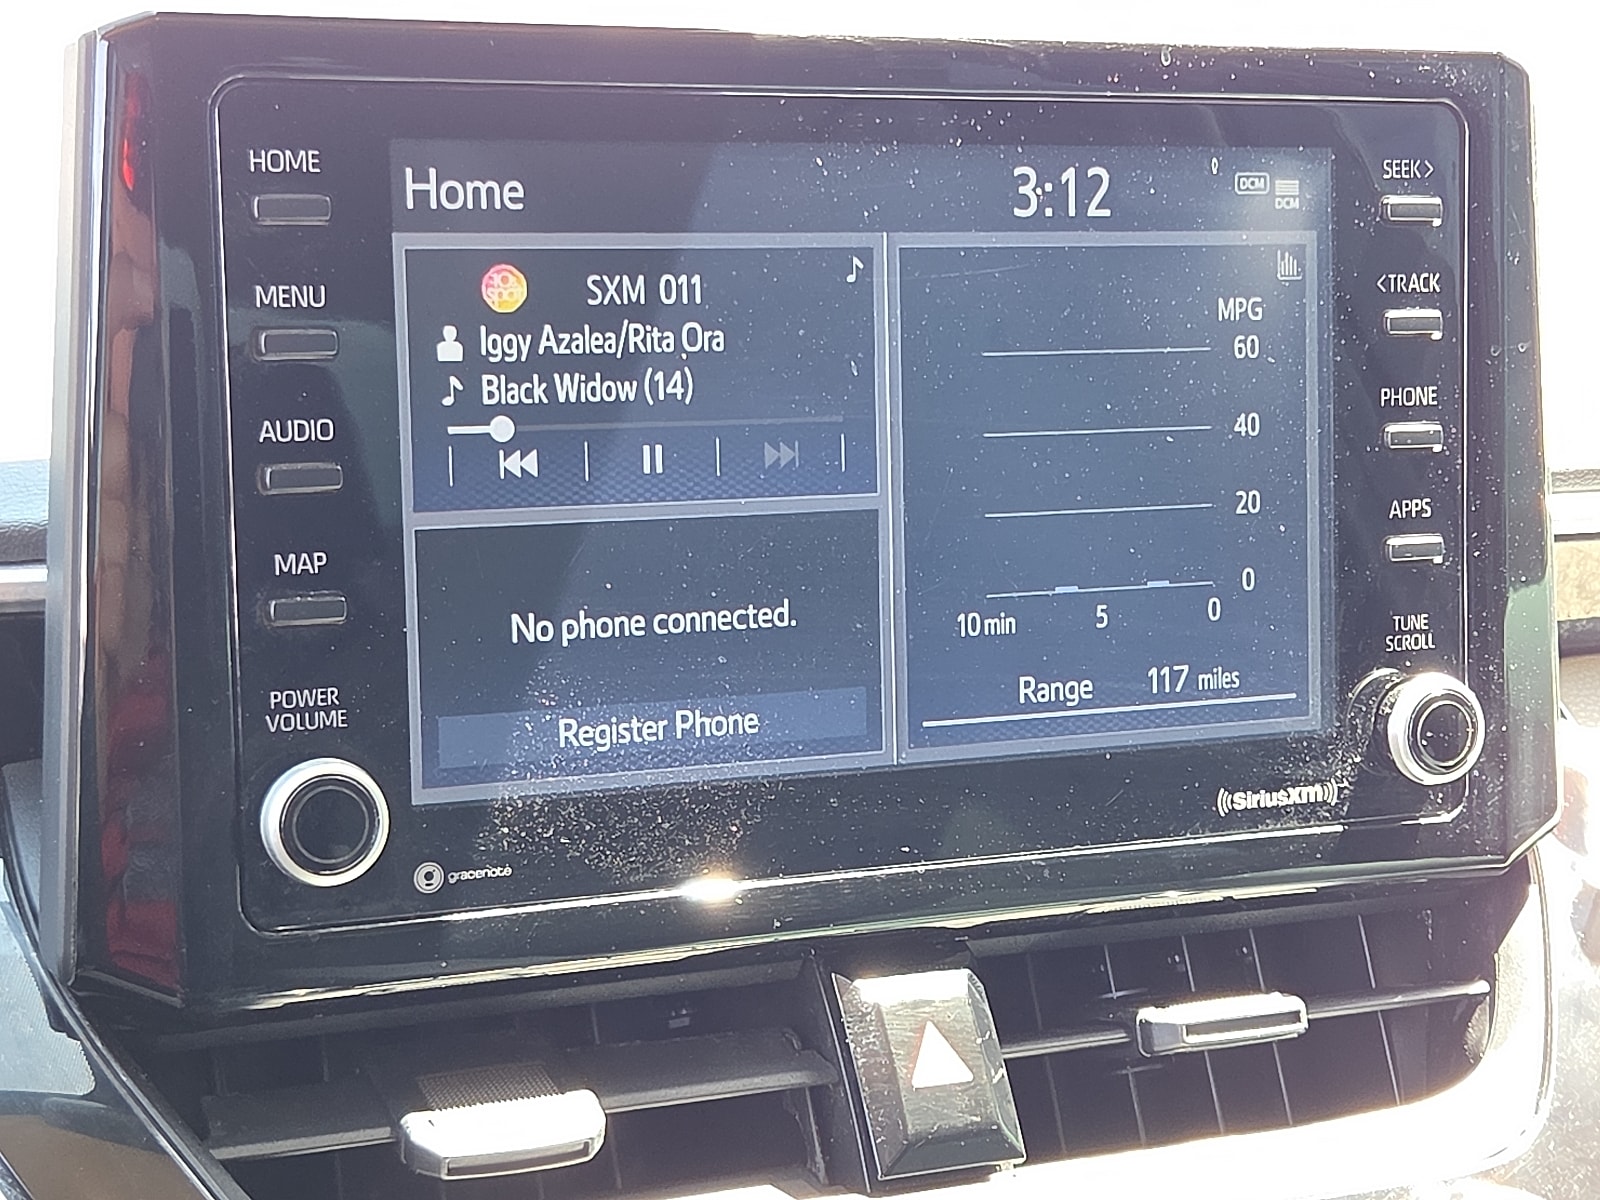 HOME
MENU
AUDIO
MAP
POWER
VOLUME
Home
3:12
DCM
DCM
10
spot
SXM 011
Iggy Azalea/Rita Ora
Black Widow (14)
No phone connected.
Register Phone
MPG
60
40
20
0
10 min 5 0
Range 117 miles
SEEK>
<TRACK
PHONE
APPS
TUNE
SCROLL
gracenote
((SiriusXM))